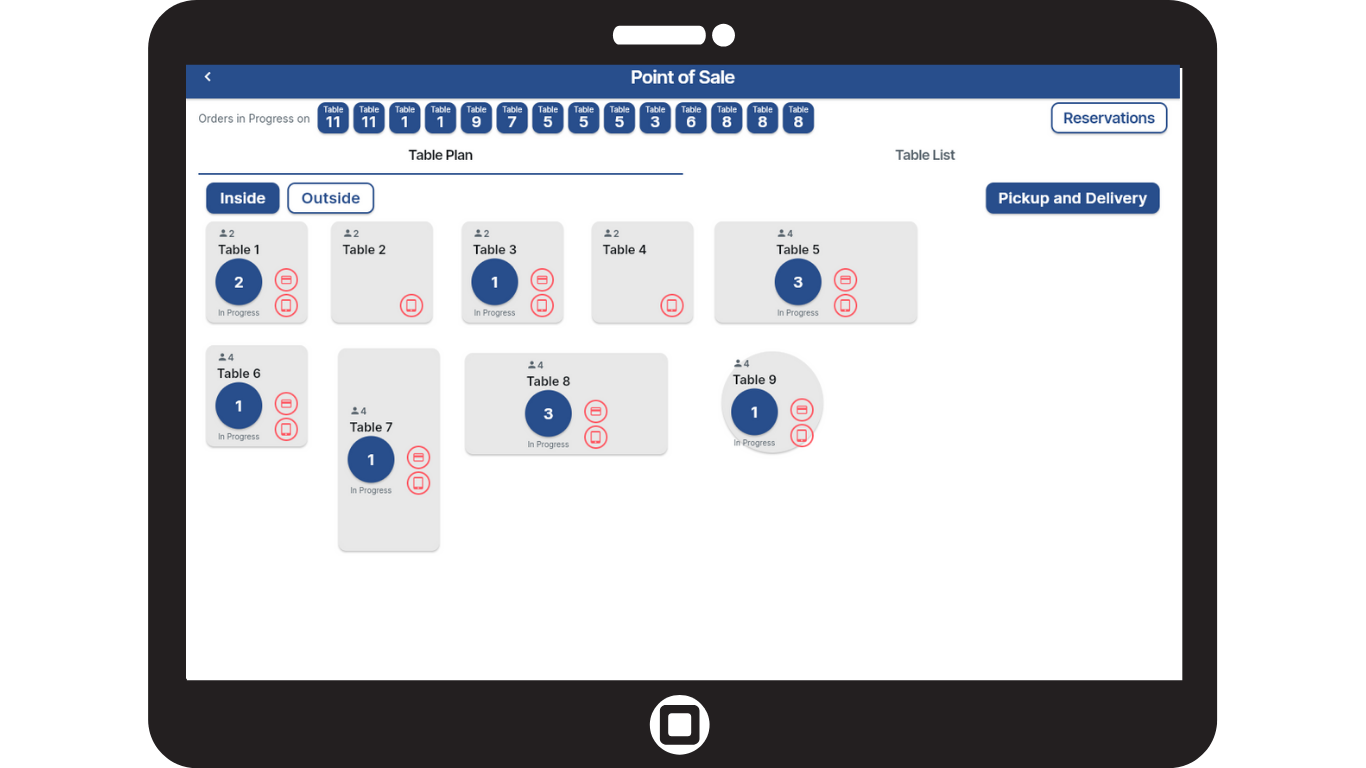 Point of Sale
Orders in Progress on
Table 11
Table 11
Table 1
Table 1
Table 9
Table 7
Table 5
Table 5
Table 5
Table 3
Table 6
Table 8
Table 8
Table 8
Reservations
Table Plan
Table List
Inside
Outside
Pickup and Delivery
2
Table 1
2
In Progress
2
Table 2
2
Table 3
1
In Progress
2
Table 4
4
Table 5
3
In Progress
4
Table 6
1
In Progress
4
Table 7
1
In Progress
4
Table 8
3
In Progress
4
Table 9
1
In Progress